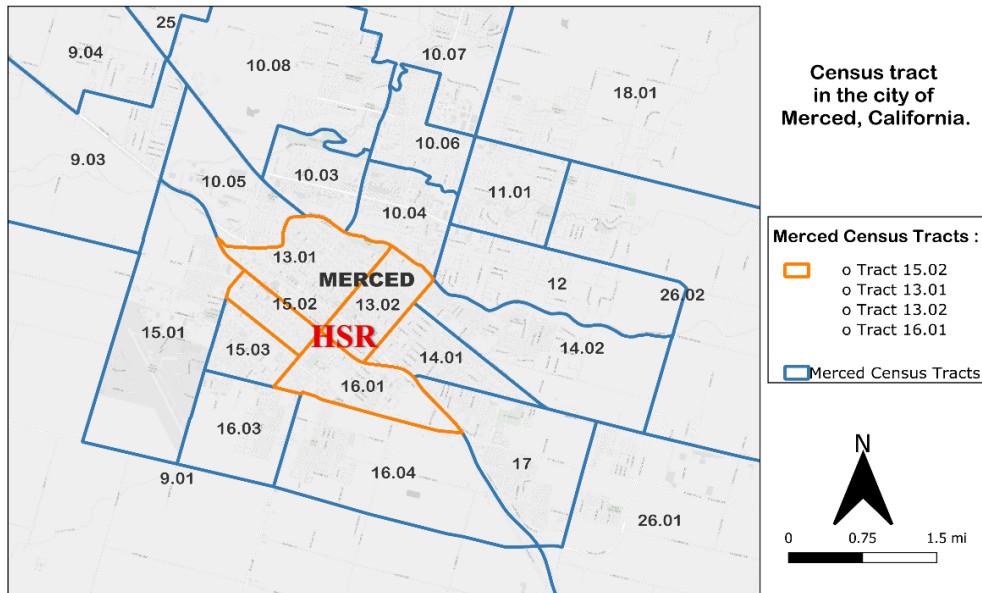 25
9.04
10.08
10.07
18.01
10.06
9.03
10.05
10.03
11.01
10.04
13.01
MERCED
12
26.02
15.02
13.02
15.01
HSR
15.03
14.01
14.02
16.01
16.03
16.04
17
9.01
26.01
Census tract
in the city of
Merced, California.
Merced Census Tracts :
o Tract 15.02
o Tract 13.01
o Tract 13.02
o Tract 16.01
Merced Census Tracts
N
0 0.75 1.5 mi